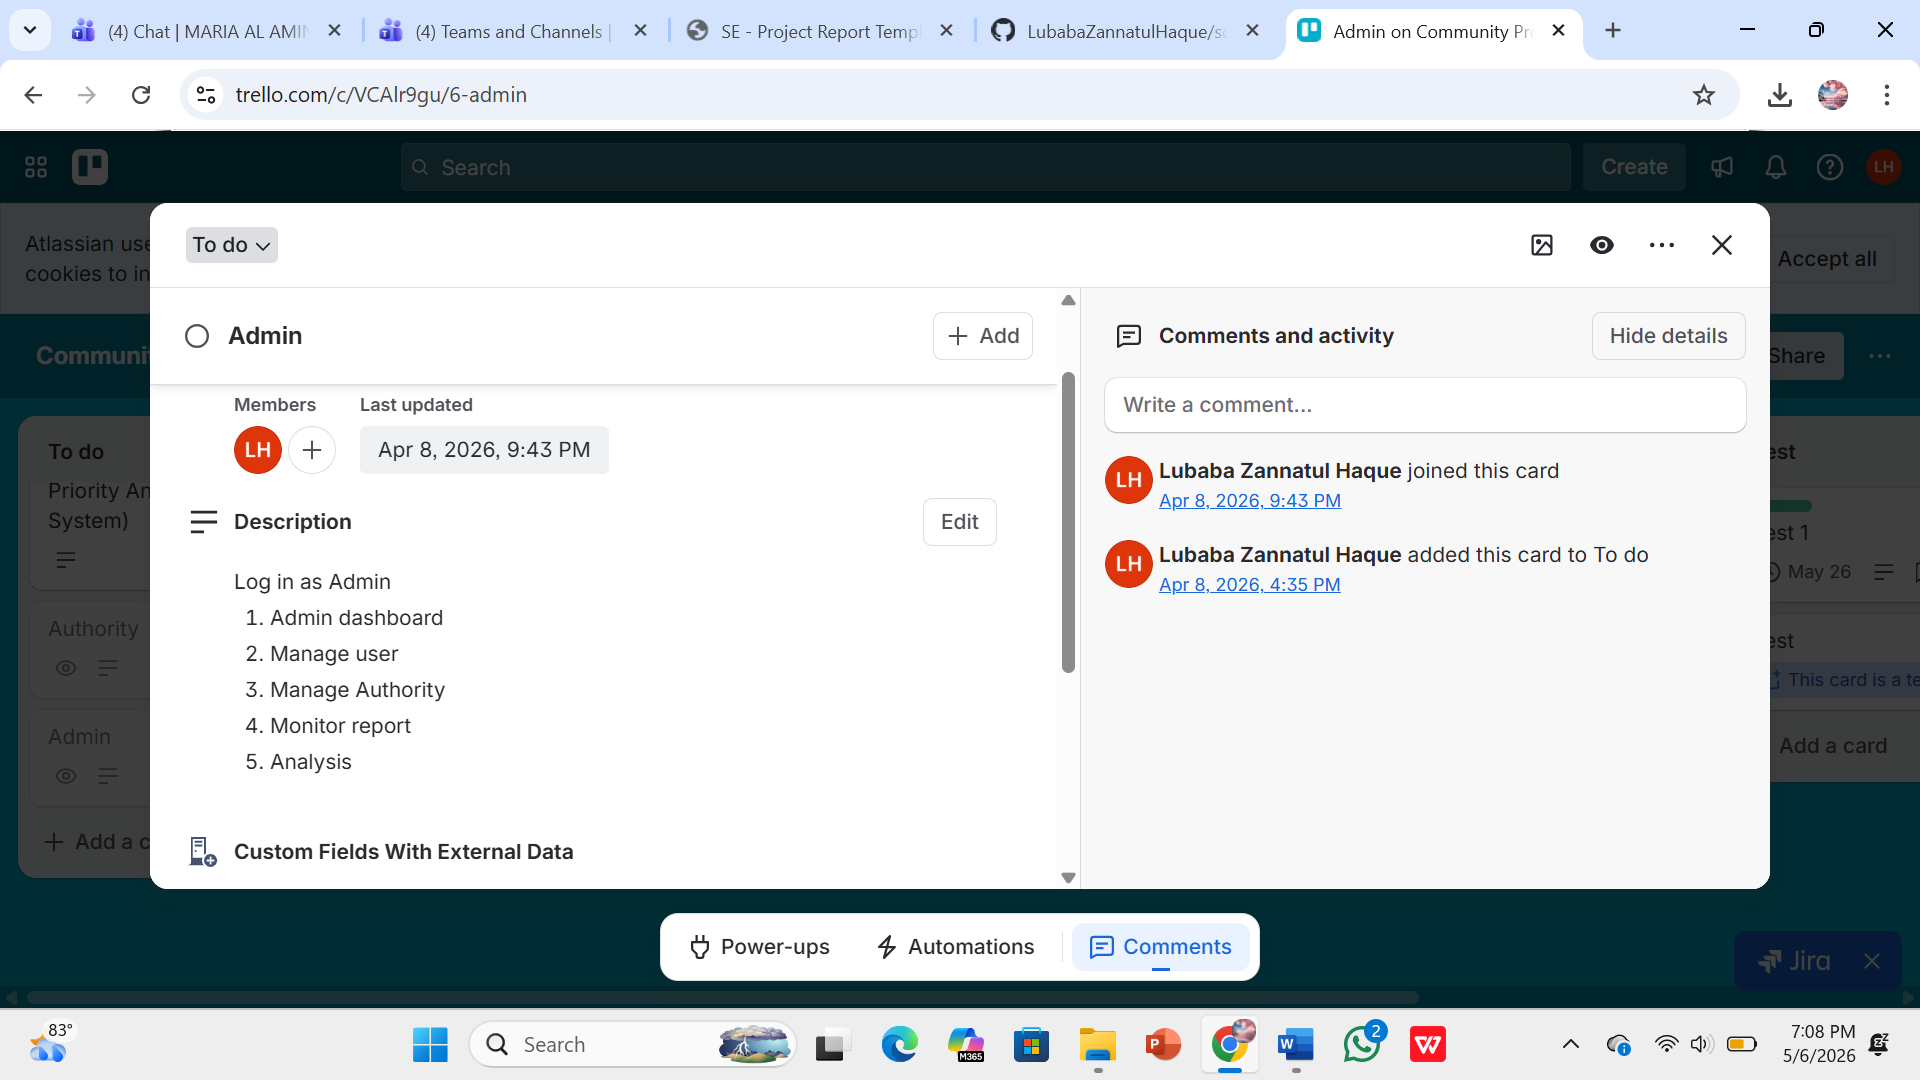 (4) Chat | MARIA AL AMIN
(4) Teams and Channels |
SE - Project Report Templ
LubabaZannatulHaque/so
Admin on Community Pr
trello.com/c/VCAlr9gu/6-admin
Search
Create
LH
Atlassian use
cookies to in
Accept all
Communi
Share
To do
Priority An
System)
Authority
Admin
Add a c
To do
Admin
Add
Members
Last updated
LH
Apr 8, 2026, 9:43 PM
Description
Edit
Log in as Admin
1. Admin dashboard
2. Manage user
3. Manage Authority
4. Monitor report
5. Analysis
Custom Fields With External Data
Comments and activity
Hide details
Write a comment...
LH
Lubaba Zannatul Haque joined this card
Apr 8, 2026, 9:43 PM
LH
Lubaba Zannatul Haque added this card to To do
Apr 8, 2026, 4:35 PM
est
est 1
May 26
est
This card is a te
Add a card
Power-ups
Automations
Comments
Jira
83°
Search
M365
P
W
2
W
7:08 PM
5/6/2026